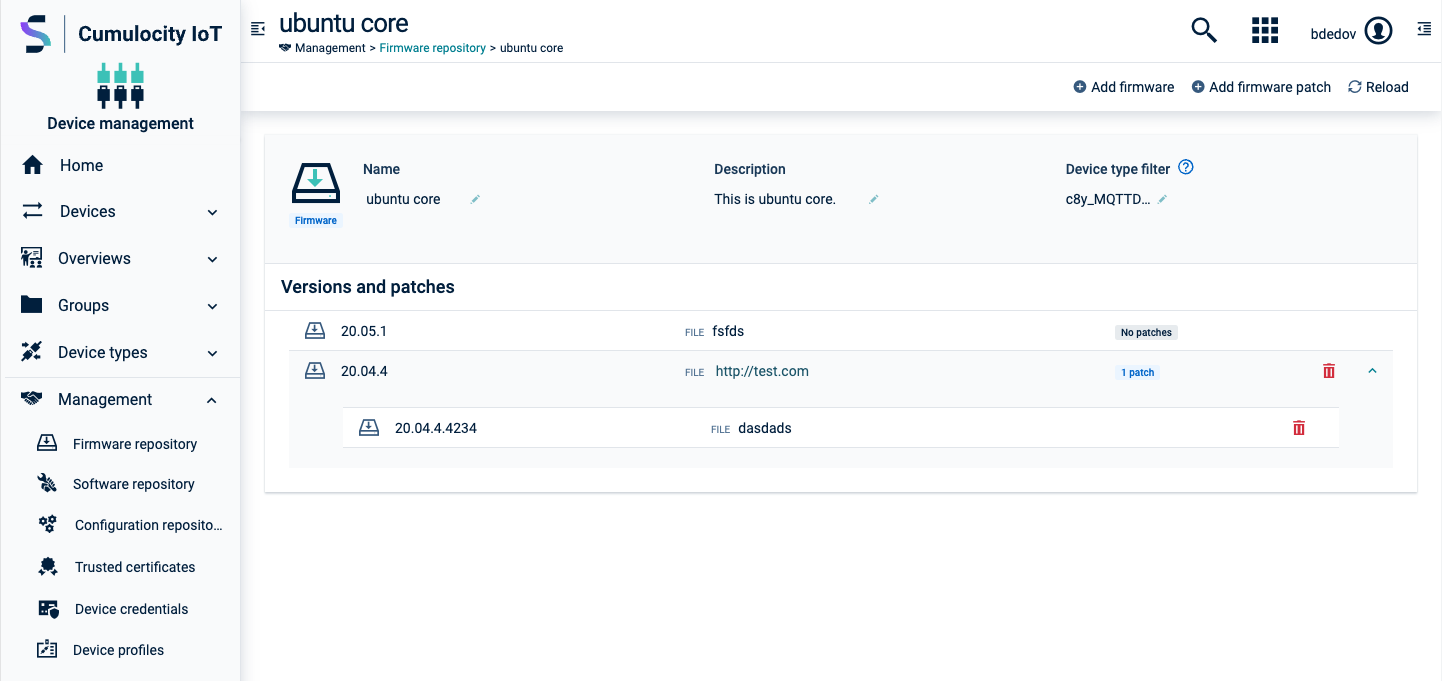 Cumulocity IoT
Device management
Home
Devices
Overviews
Groups
Device types
Management
Firmware repository
Software repository
Configuration reposito...
Trusted certificates
Device credentials
Device profiles
ubuntu core
Management > Firmware repository > ubuntu core
bdedov
Add firmware Add firmware patch Reload
Firmware
Name Description Device type filter
ubuntu core This is ubuntu core. c8y_MQTTD...
Versions and patches
20.05.1 FILE fsfds No patches
20.04.4 FILE http://test.com 1 patch
20.04.4.4234 FILE dasdads